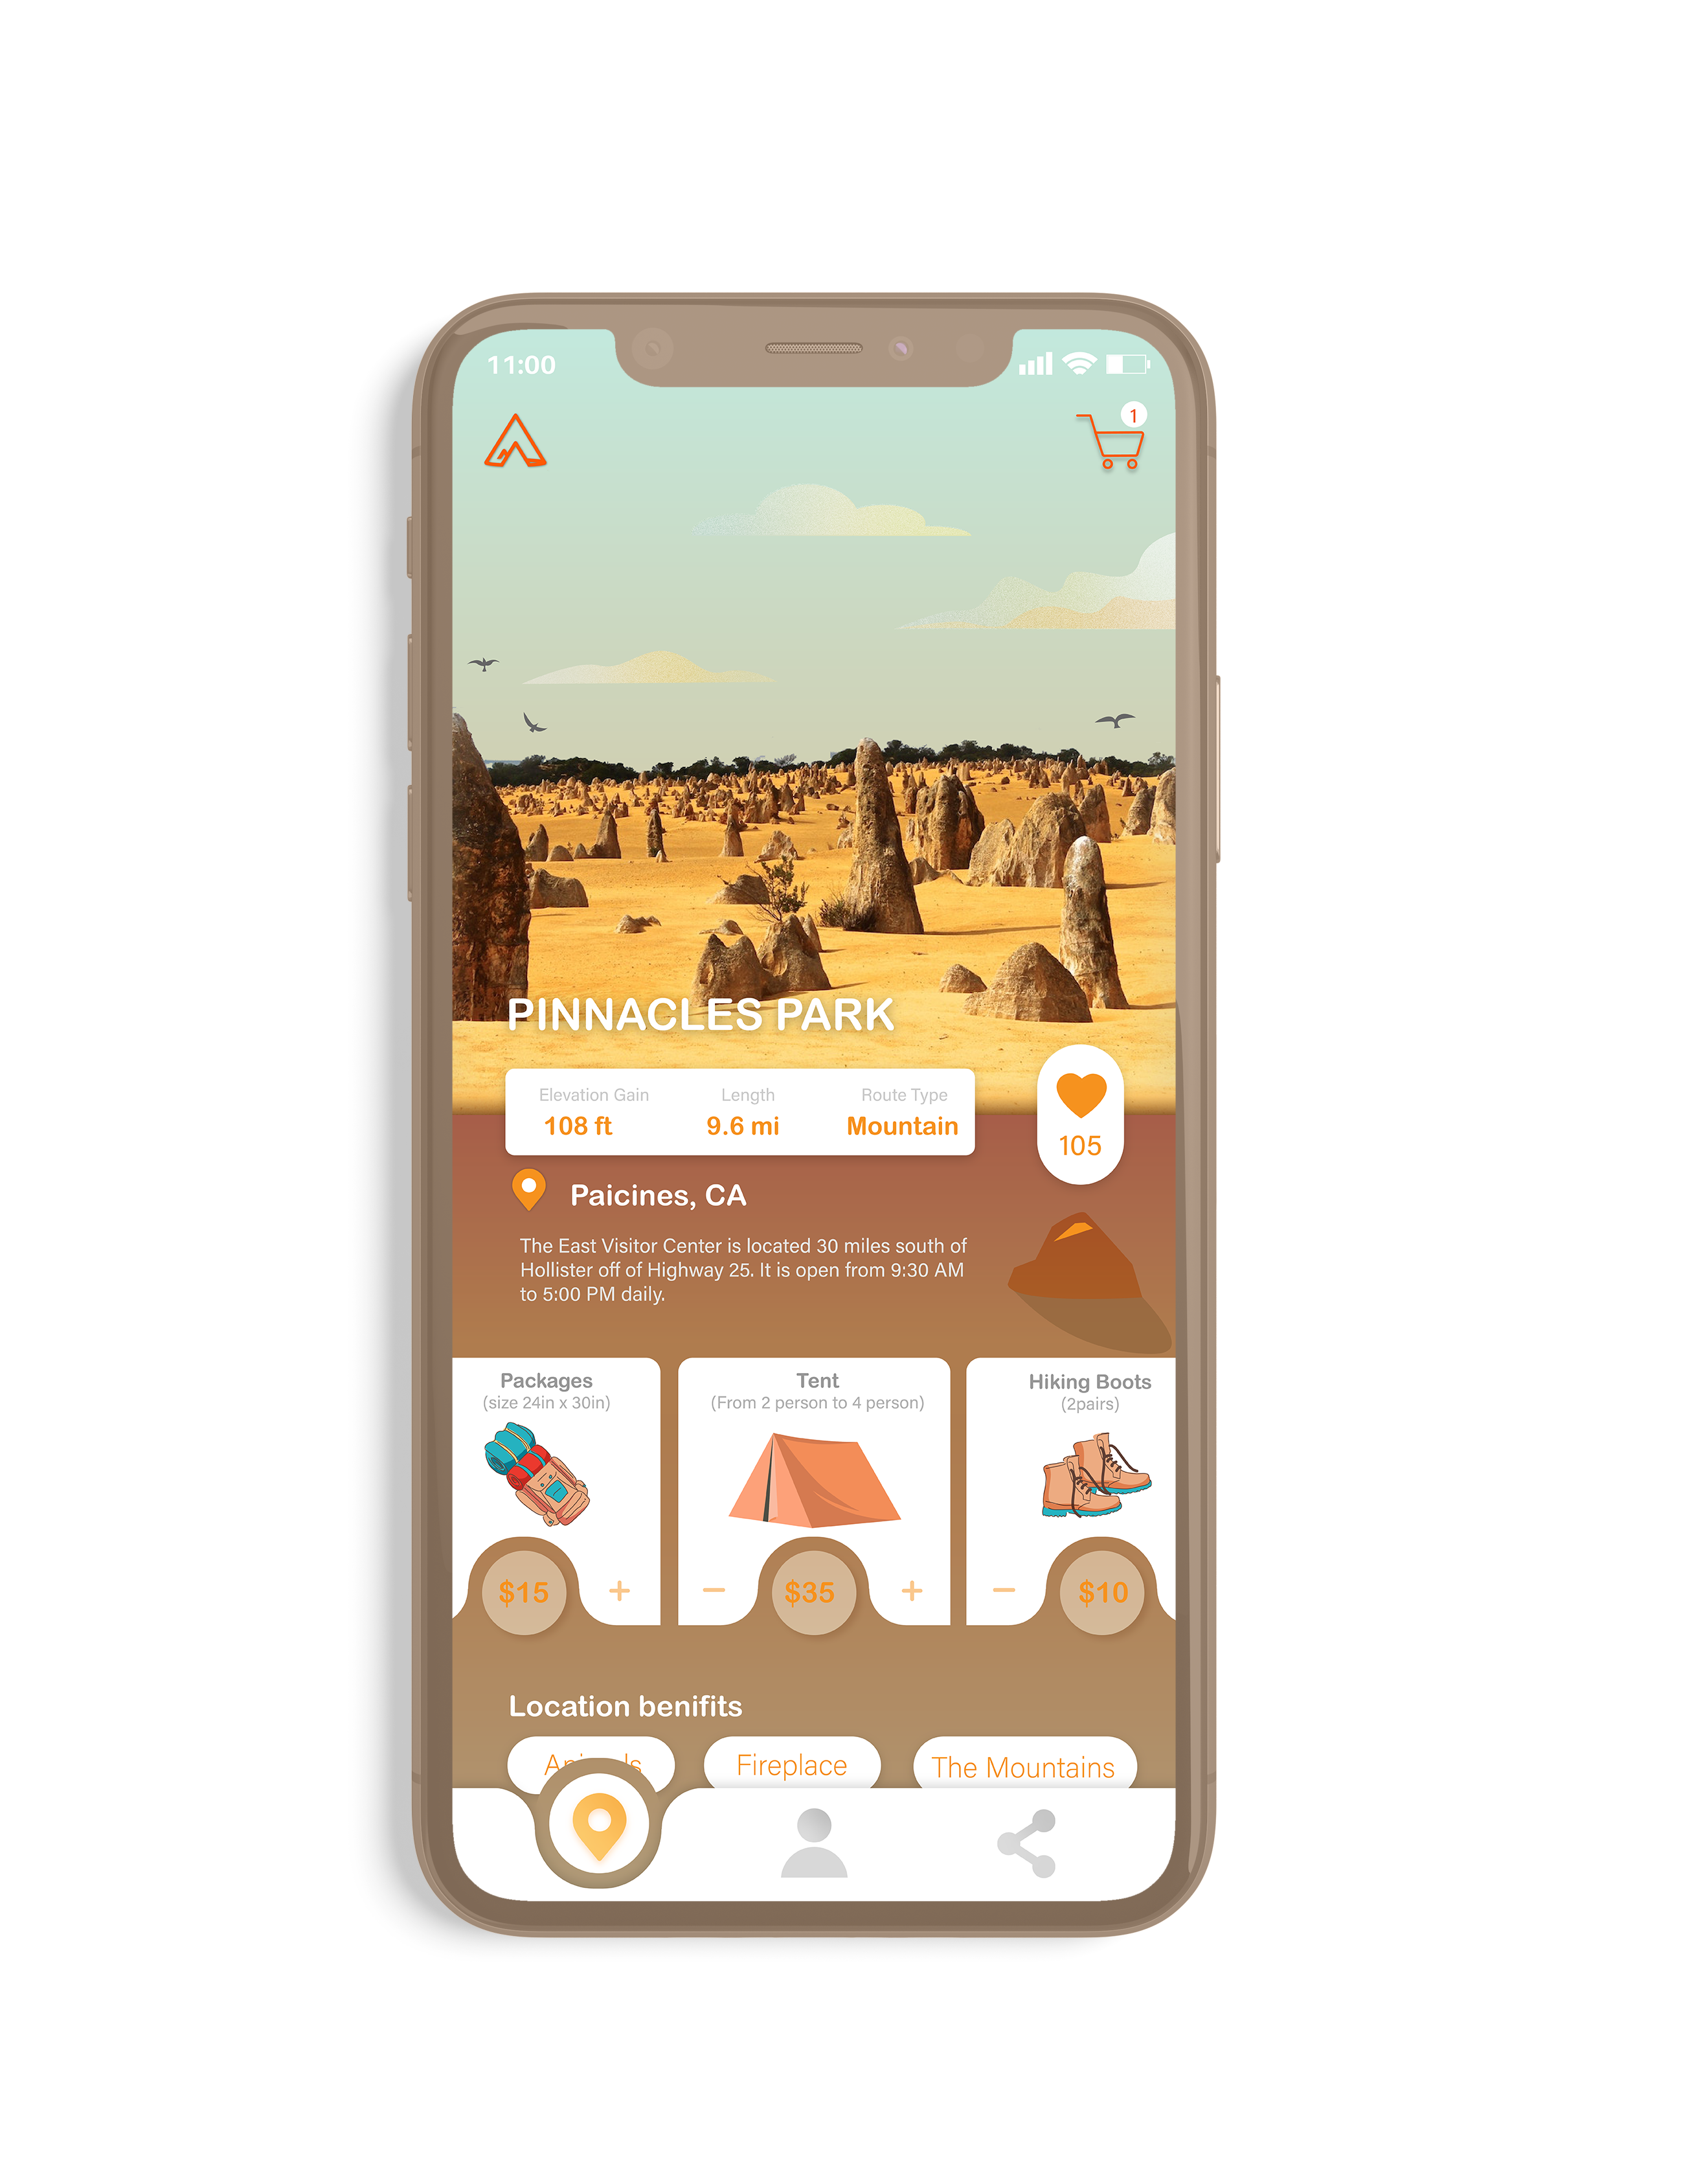 11:00
1
PINNACLES PARK
Elevation Gain Length Route Type
108 ft 9.6 mi Mountain
105
Paicines, CA
The East Visitor Center is located 30 miles south of
Hollister off of Highway 25. It is open from 9:30 AM
to 5:00 PM daily.
Packages
(size 24in x 30in)
$15 +
Tent
(From 2 person to 4 person)
− $35 +
Hiking Boots
(2pairs)
− $10
Location benifits
Fireplace The Mountains